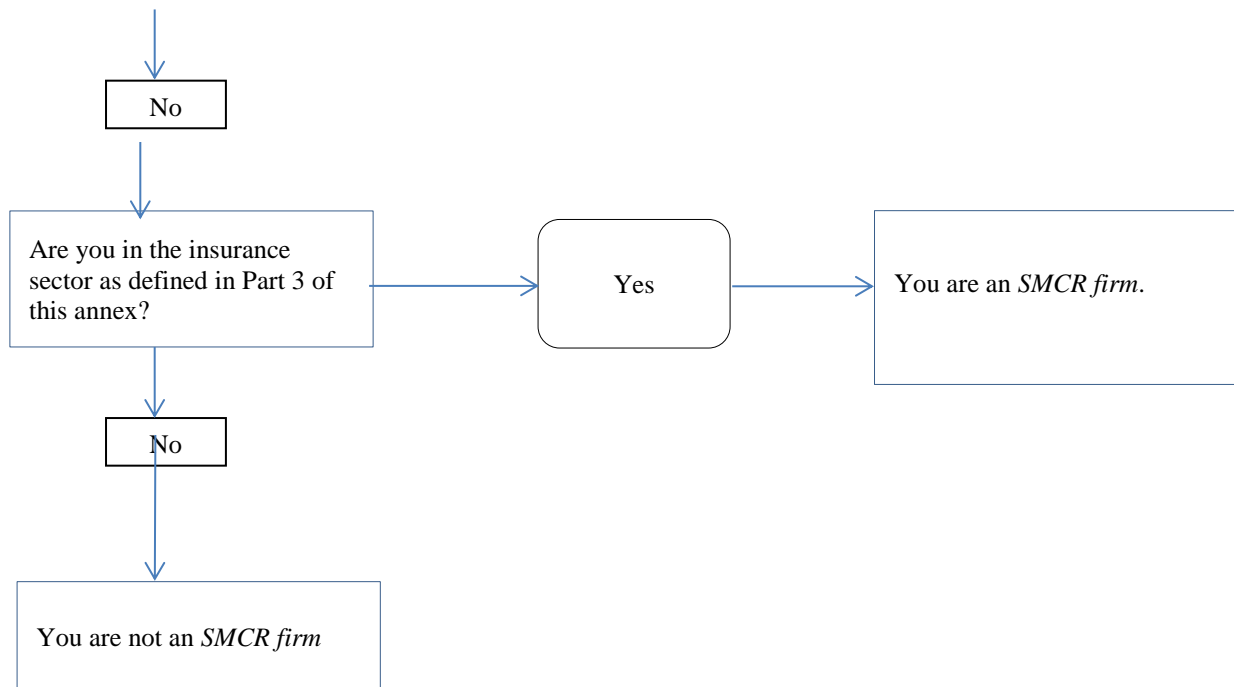 No
Are you in the insurance
sector as defined in Part 3 of
this annex?
Yes
You are an SMCR firm.
No
You are not an SMCR firm